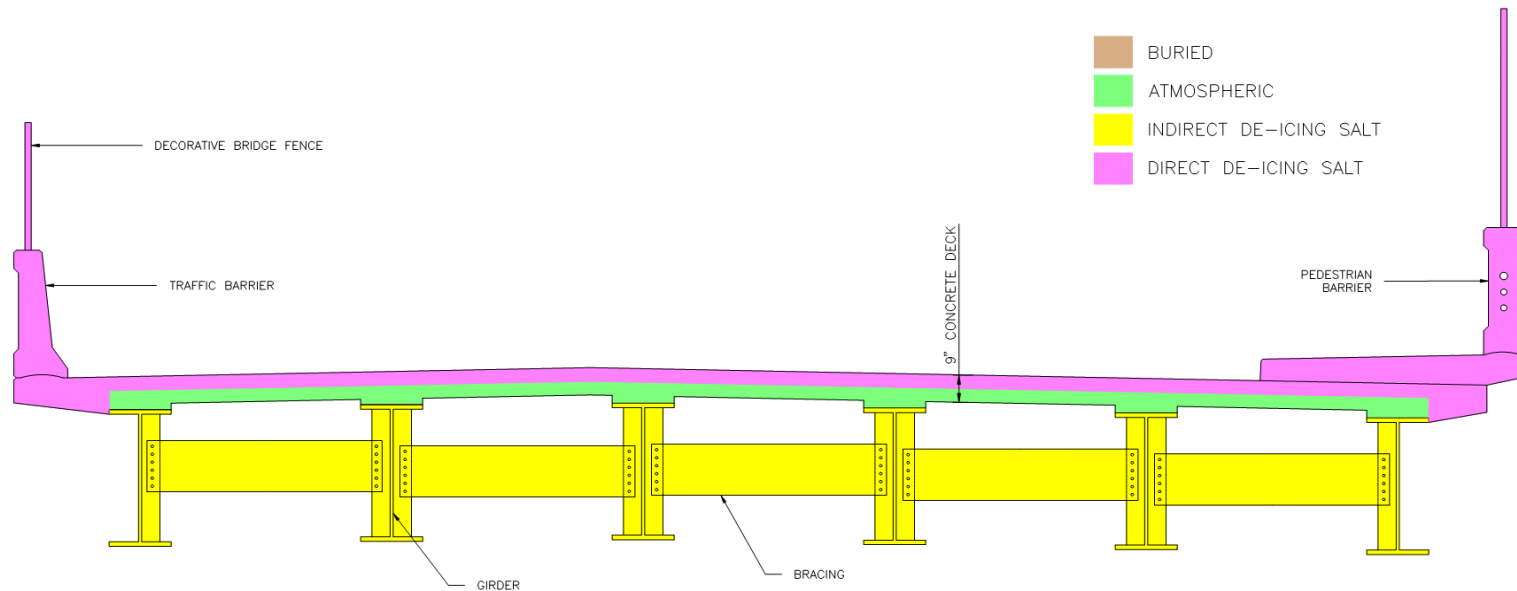 BURIED
ATMOSPHERIC
INDIRECT DE-ICING SALT
DIRECT DE-ICING SALT
DECORATIVE BRIDGE FENCE
TRAFFIC BARRIER
9" CONCRETE DECK
PEDESTRIAN
BARRIER
GIRDER
BRACING